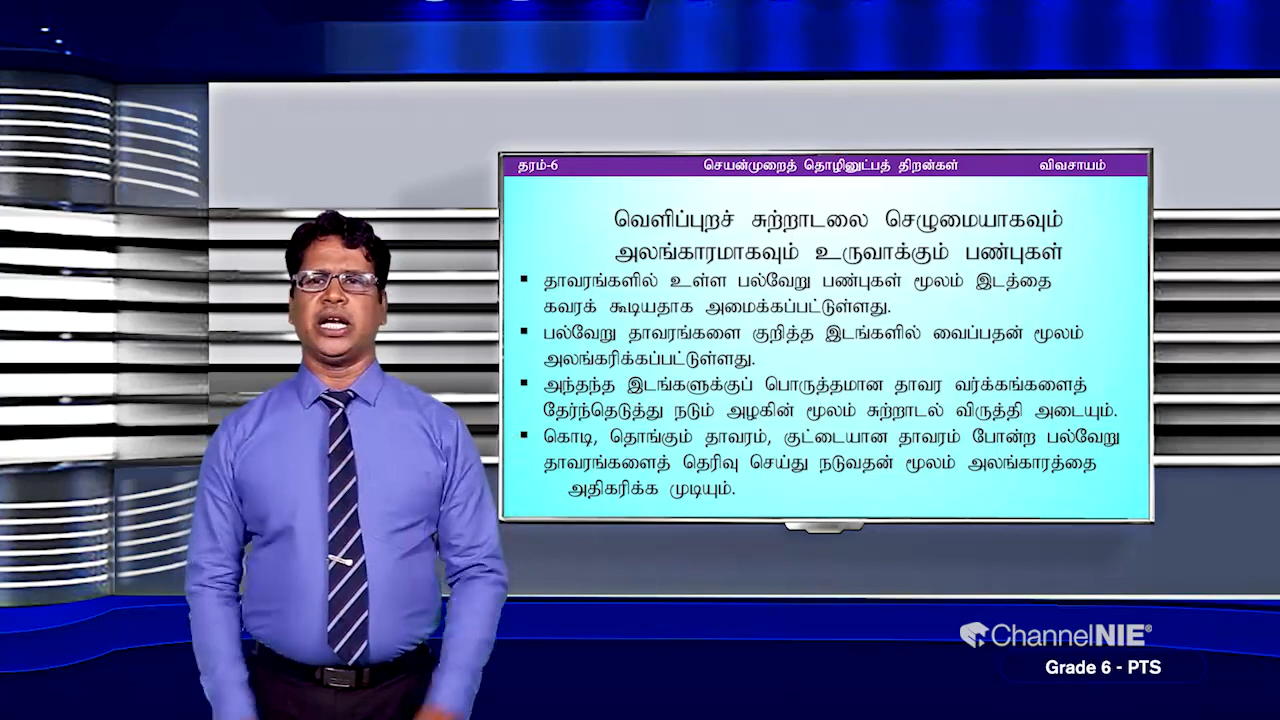 தரம்-6 செயன்முறைத் தொழினுட்பத் திறன்கள் விவசாயம்
வெளிப்புறச் சுற்றாடலை செழுமையாகவும்
அலங்காரமாகவும் உருவாக்கும் பண்புகள்
▪ தாவரங்களில் உள்ள பல்வேறு பண்புகள் மூலம் இடத்தை
கவரக் கூடியதாக அமைக்கப்பட்டுள்ளது.
▪ பல்வேறு தாவரங்களை குறித்த இடங்களில் வைப்பதன் மூலம்
அலங்கரிக்கப்பட்டுள்ளது.
▪ அந்தந்த இடங்களுக்குப் பொருத்தமான தாவர வர்க்கங்களைத்
தேர்ந்தெடுத்து நடும் அழகின் மூலம் சுற்றாடல் விருத்தி அடையும்.
▪ கொடி, தொங்கும் தாவரம், குட்டையான தாவரம் போன்ற பல்வேறு
தாவரங்களைத் தெரிவு செய்து நடுவதன் மூலம் அலங்காரத்தை
அதிகரிக்க முடியும்.
ChannelNIE®
Grade 6 - PTS